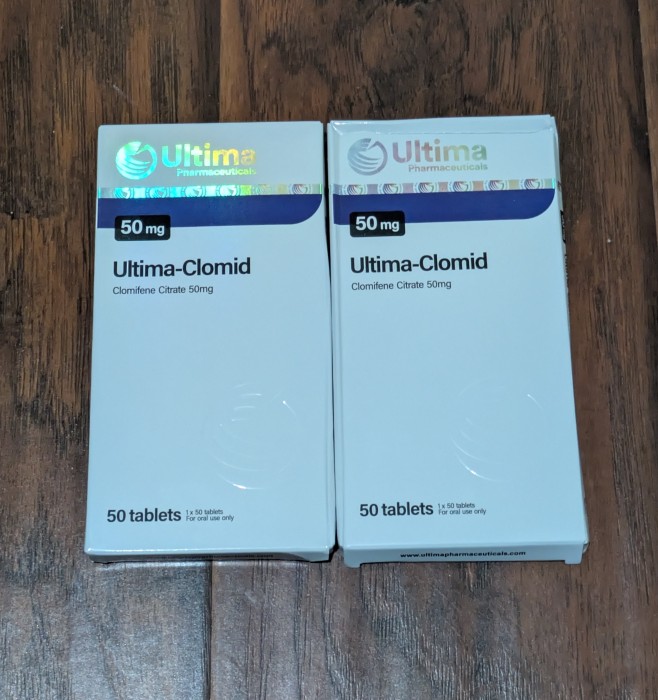 Ultima
Pharmaceuticals
50 mg
Ultima-Clomid
Clomifene Citrate 50mg
50 tablets
1 x 50 tablets
For oral use only
Ultima
Pharmaceuticals
50 mg
Ultima-Clomid
Clomifene Citrate 50mg
50 tablets
1 x 50 tablets
For oral use only
www.ultimapharmaceuticals.com